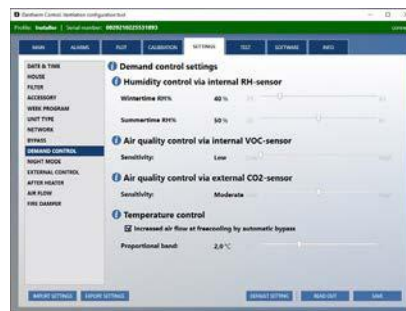 Dantherm Control: Ventilation configuration tool
Profile: Installer | Serial number: 0820210225531893
MAIN ALARMS PLOT CALIBRATION SETTINGS TEST SOFTWARE INFO
DATE & TIME
HOUSE
FILTER
ACCESSORY
WEEK PROGRAM
UNIT TYPE
NETWORK
BYPASS
DEMAND CONTROL
NIGHT MODE
EXTERNAL CONTROL
AFTER HEATER
AIR FLOW
FIRE DAMPER
Demand control settings
Humidity control via internal RH-sensor
Wintertime RH% 40 %
Summertime RH% 50 %
Air quality control via internal VOC-sensor
Sensitivity: Low
Air quality control via external CO2-sensor
Sensitivity: Moderate
Temperature control
Increased air flow at freecooling by automatic bypass
Proportional band: 2,0 °C
IMPORT SETTINGS EXPORT SETTINGS DEFAULT SETTING READ OUT SAVE